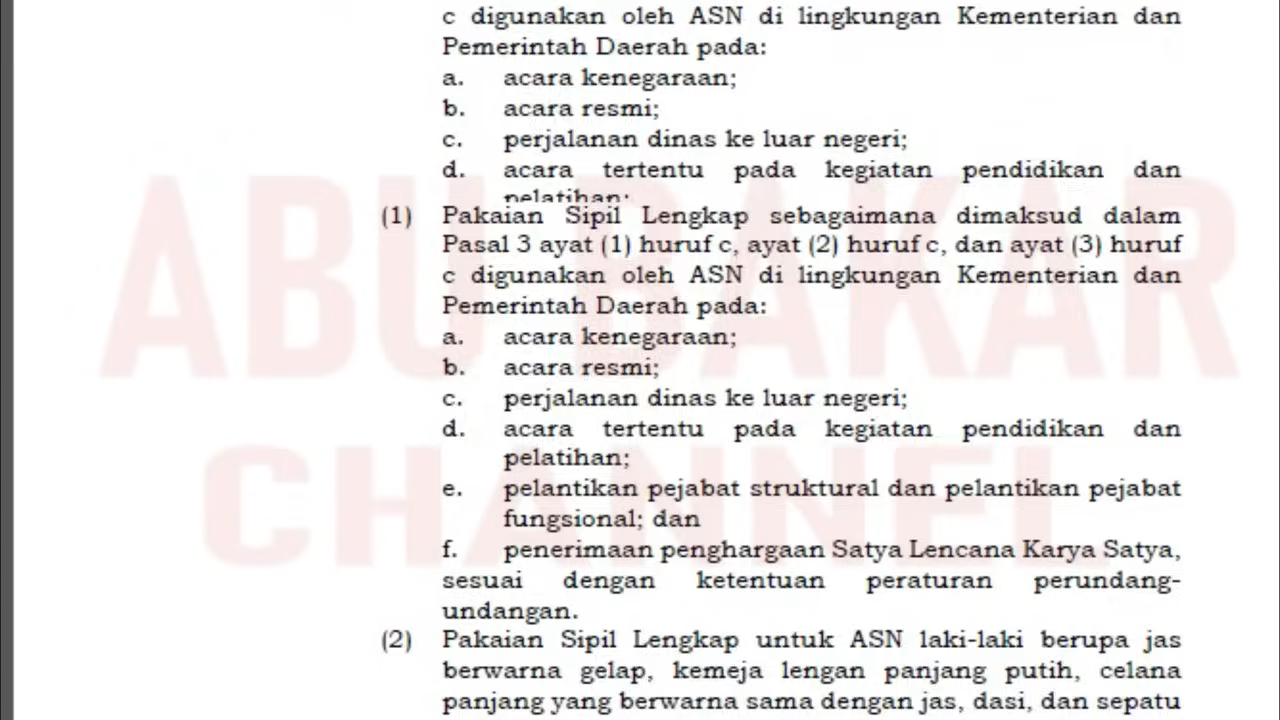 c digunakan oleh ASN di lingkungan Kementerian dan
Pemerintah Daerah pada:
a. acara kenegaraan;
b. acara resmi;
c. perjalanan dinas ke luar negeri;
d. acara tertentu pada kegiatan pendidikan dan
pelatihan;
(1) Pakaian Sipil Lengkap sebagaimana dimaksud dalam
Pasal 3 ayat (1) huruf c, ayat (2) huruf c, dan ayat (3) huruf
c digunakan oleh ASN di lingkungan Kementerian dan
Pemerintah Daerah pada:
a. acara kenegaraan;
b. acara resmi;
c. perjalanan dinas ke luar negeri;
d. acara tertentu pada kegiatan pendidikan dan
pelatihan;
e. pelantikan pejabat struktural dan pelantikan pejabat
fungsional; dan
f. penerimaan penghargaan Satya Lencana Karya Satya,
sesuai dengan ketentuan peraturan perundang-
undangan.
(2) Pakaian Sipil Lengkap untuk ASN laki-laki berupa jas
berwarna gelap, kemeja lengan panjang putih, celana
panjang yang berwarna sama dengan jas, dasi, dan sepatu
ABU BAKAR
CHANNEL